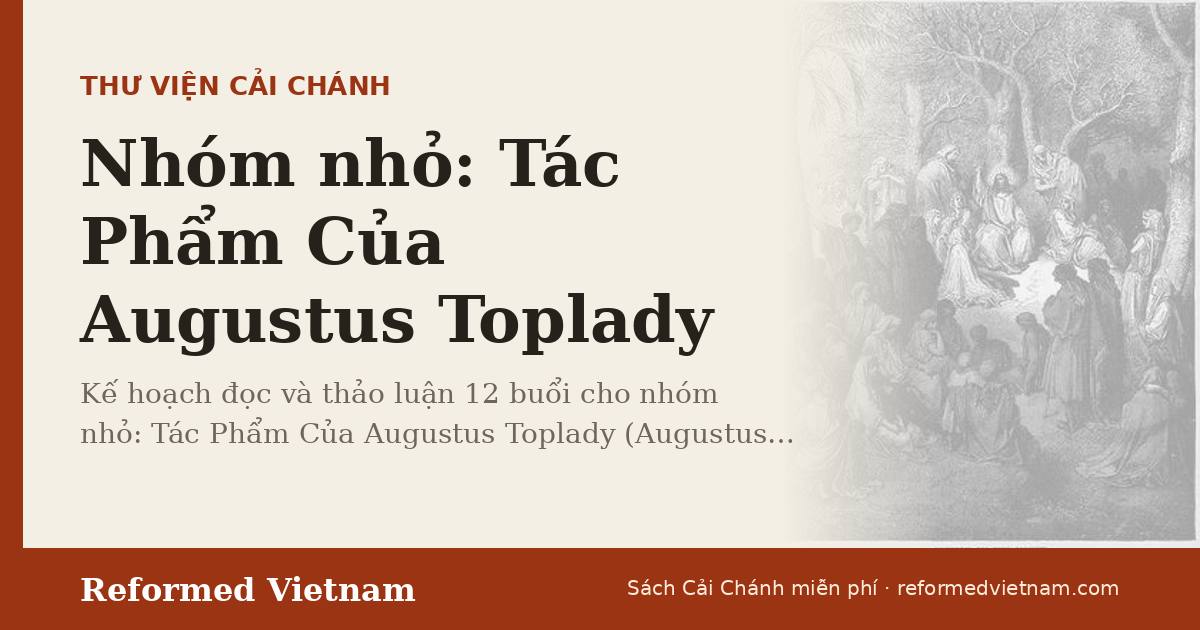 THƯ VIỆN CẢI CHÁNH
Nhóm nhỏ: Tác
Phẩm Của
Augustus Toplady
Kế hoạch đọc và thảo luận 12 buổi cho nhóm
nhỏ: Tác Phẩm Của Augustus Toplady (Augustus...
Reformed Vietnam
Sách Cải Chánh miễn phí · reformedvietnam.com